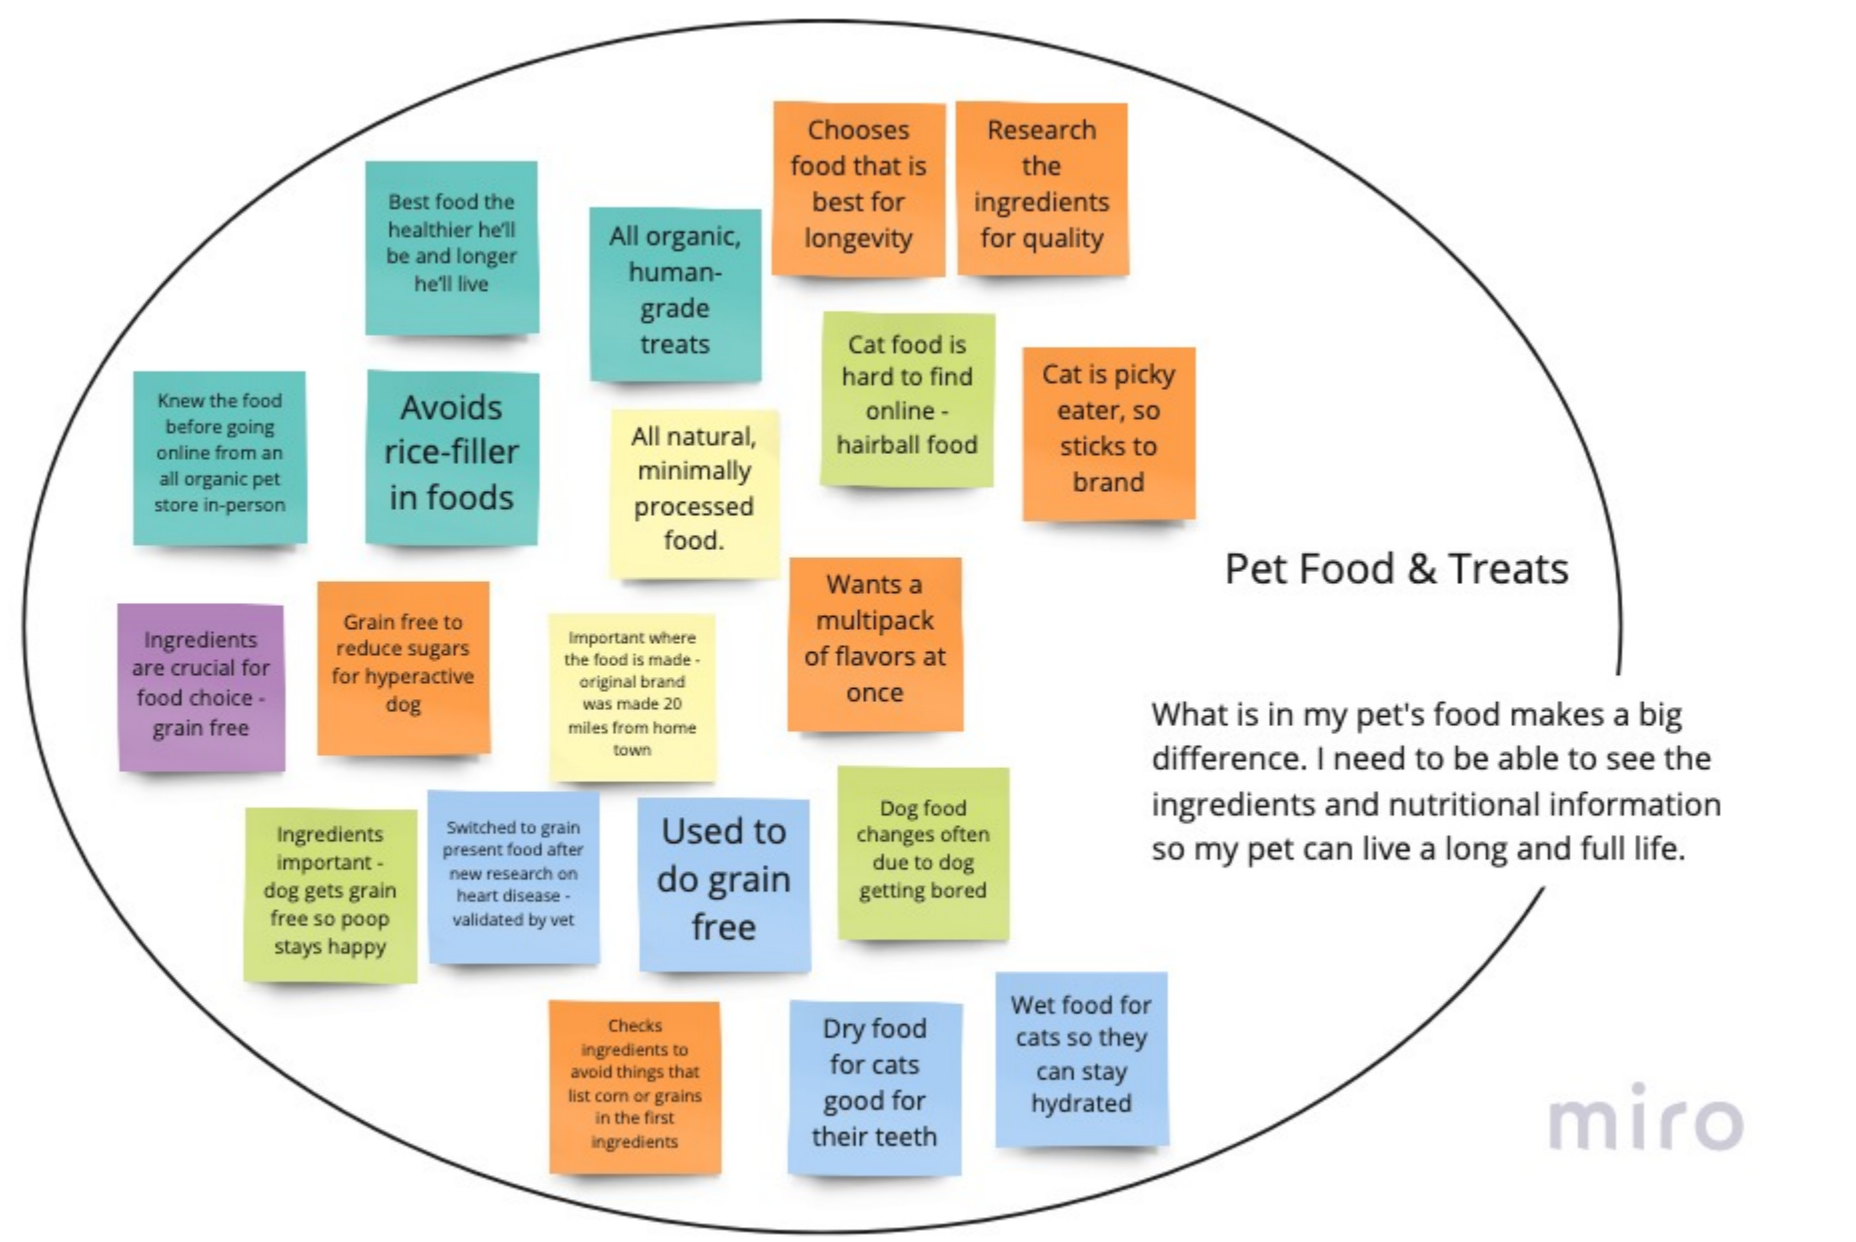 Chooses
food that is
best for
longevity
Research
the
ingredients
for quality
Best food the
healthier he'll
be and longer
he'll live
All organic,
human-
grade
treats
Cat food is
hard to find
online -
hairball food
Cat is picky
eater, so
sticks to
brand
Knew the food
before going
online from an
all organic pet
store in-person
Avoids
rice-filler
in foods
All natural,
minimally
processed
food.
Pet Food & Treats
Wants a
multipack
of flavors at
once
Ingredients
are crucial for
food choice -
grain free
Grain free to
reduce sugars
for hyperactive
dog
Important where
the food is made -
original brand
was made 20
miles from home
town
What is in my pet's food makes a big
difference. I need to be able to see the
ingredients and nutritional information
so my pet can live a long and full life.
Ingredients
important -
dog gets grain
free so poop
stays happy
Switched to grain
present food after
new research on
heart disease -
validated by vet
Used to
do grain
free
Dog food
changes often
due to dog
getting bored
Checks
ingredients to
avoid things that
list corn or grains
in the first
ingredients
Dry food
for cats
good for
their teeth
Wet food for
cats so they
can stay
hydrated
miro